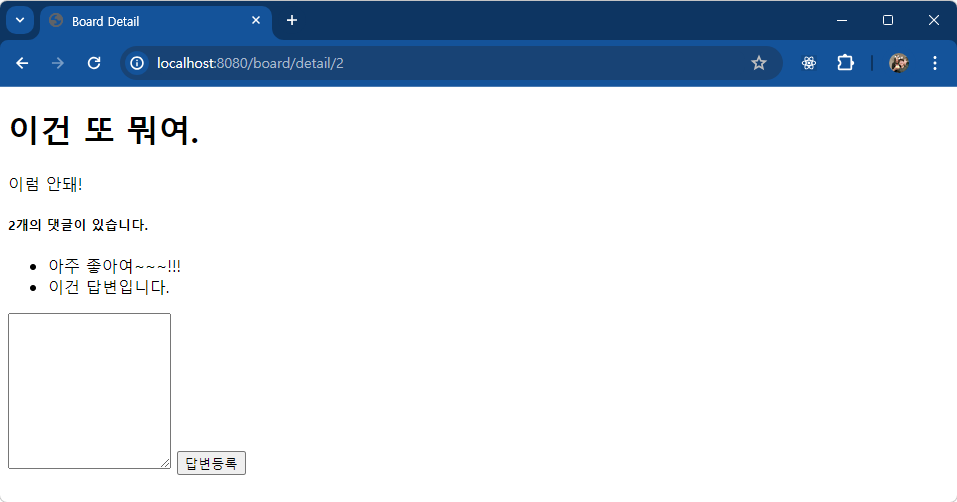 Board Detail
localhost:8080/board/detail/2
이건 또 뭐여.
이럼 안돼!
2개의 댓글이 있습니다.
아주 좋아여~~~!!!
이건 답변입니다.
답변등록